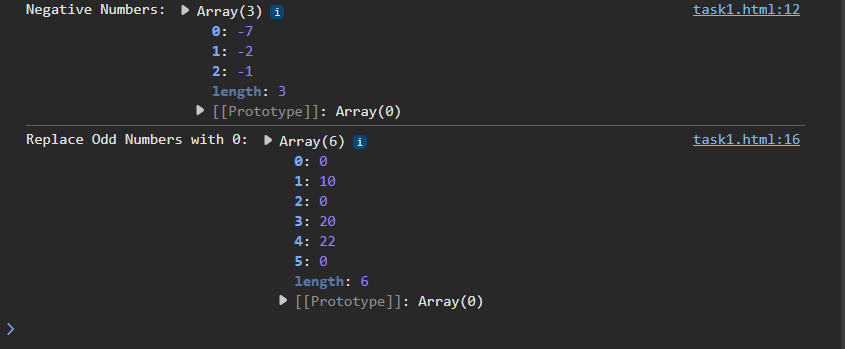 Negative Numbers: ▶ Array(3) i task1.html:12
0: -7
1: -2
2: -1
length: 3
▶ [[Prototype]]: Array(0)
Replace Odd Numbers with 0: ▶ Array(6) i task1.html:16
0: 0
1: 10
2: 0
3: 20
4: 22
5: 0
length: 6
▶ [[Prototype]]: Array(0)
>